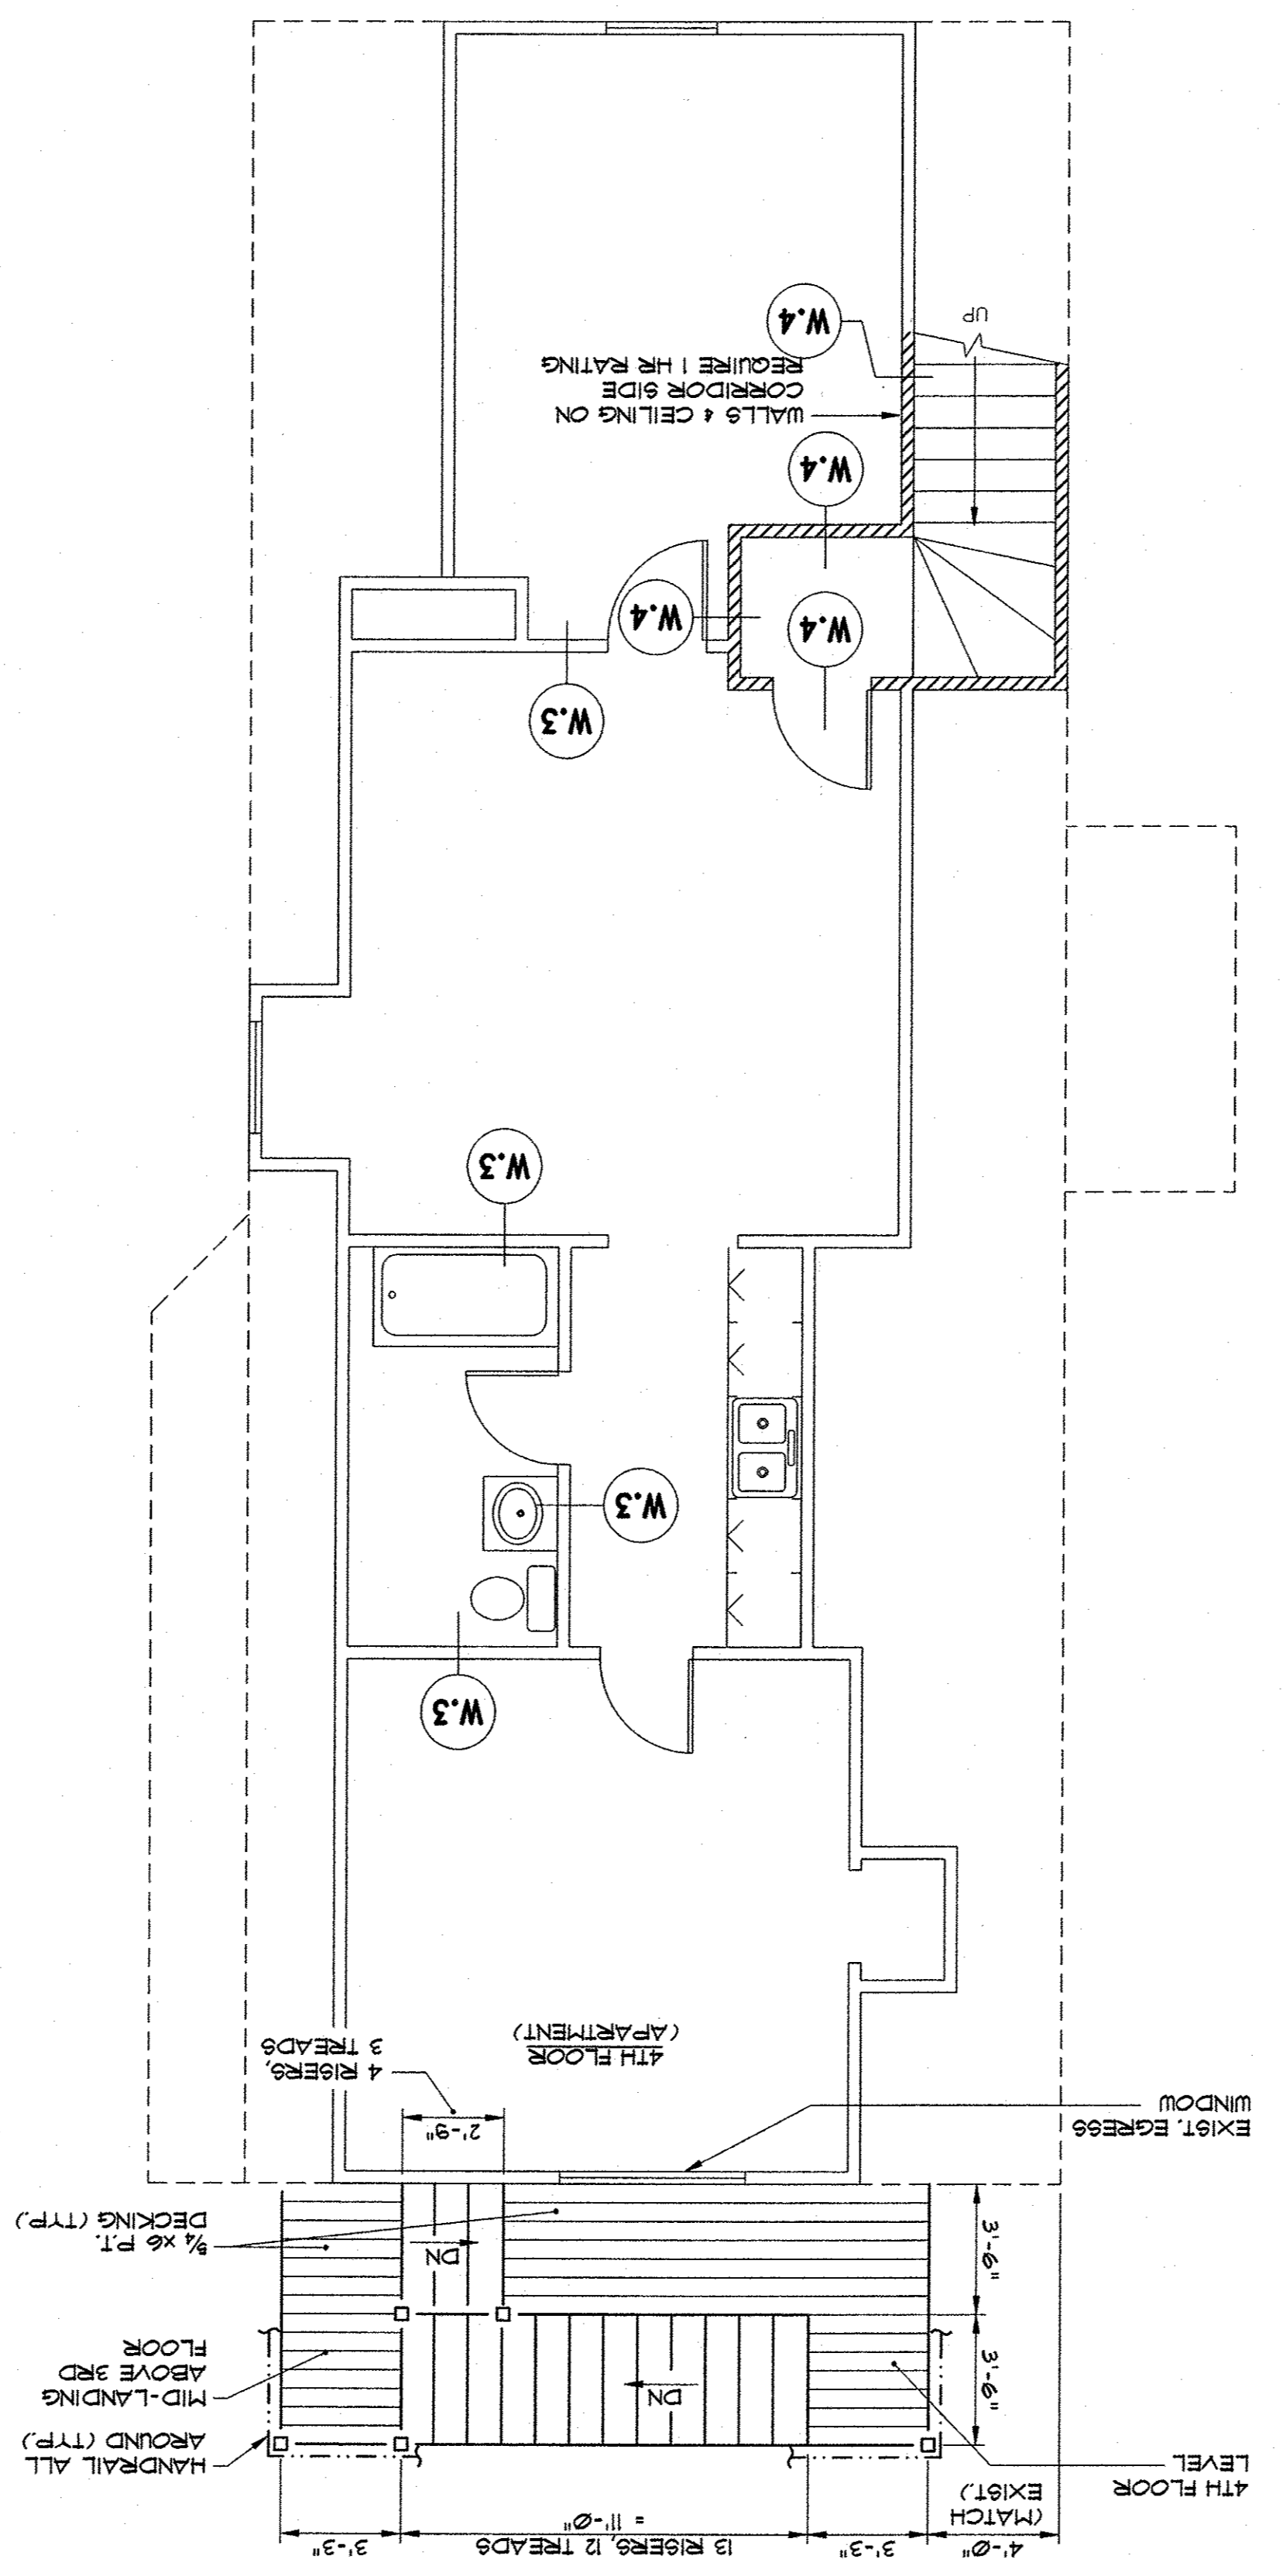 4'-0"
(MATCH
EXIST.)
3'-3"
13 RISERS, 12 TREADS
= 11'-0"
3'-3"
4TH FLOOR
LEVEL
HANDRAIL ALL
AROUND (TYP.)
3'-6"
DN
MID-LANDING
ABOVE 3RD
FLOOR
3'-6"
DN
5/4 x6 P.T.
DECKING (TYP.)
EXIST. EGRESS
WINDOW
2'-9"
4 RISERS,
3 TREADS
4TH FLOOR
(APARTMENT)
W.3
W.3
W.3
W.3
W.4
W.4
W.4
WALLS & CEILING ON
CORRIDOR SIDE
REQUIRE 1 HR RATING
W.4
UP